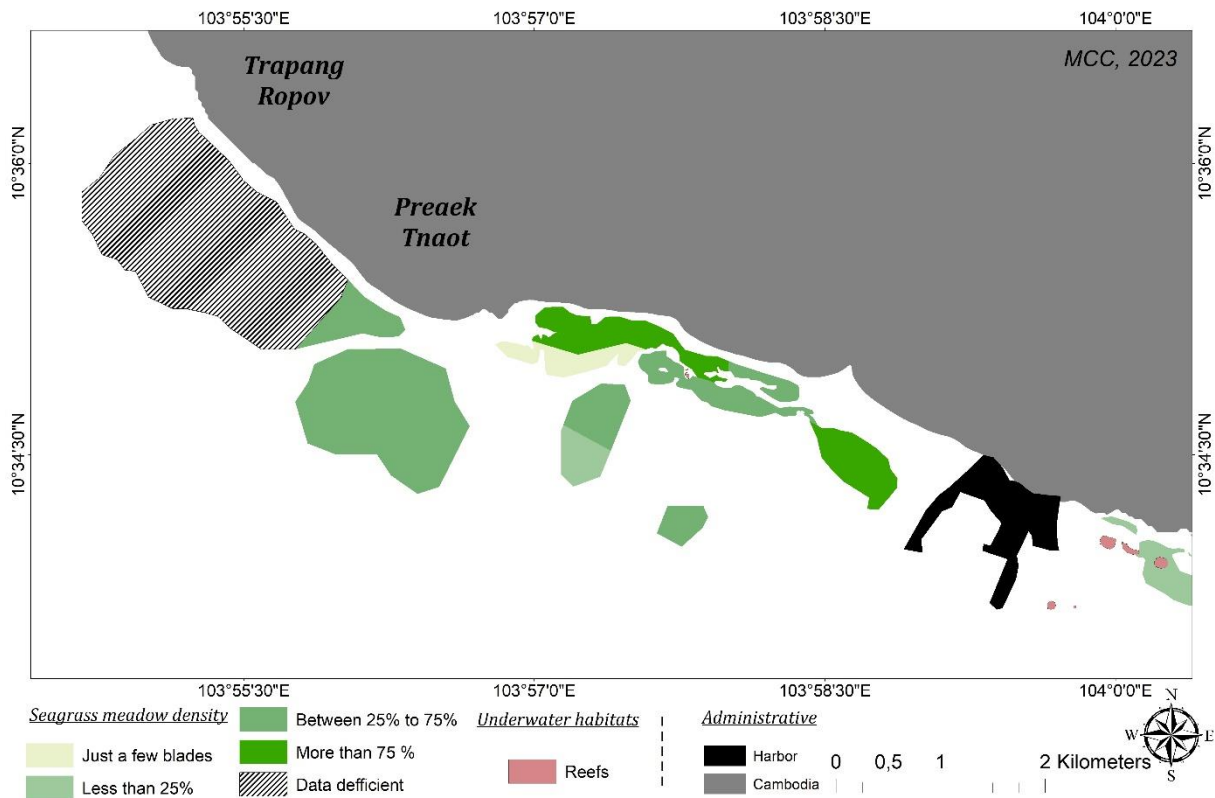 103°55'30"E 103°57'0"E 103°58'30"E 104°0'0"E
MCC, 2023
Trapang
Ropov
10°36'0"N 10°36'0"N
Preaek
Tnaot
10°34'30"N 10°34'30"N
103°55'30"E 103°57'0"E 103°58'30"E 104°0'0"E
Seagrass meadow density
Just a few blades
Less than 25%
Between 25% to 75%
More than 75 %
Data defficient
Underwater habitats
Reefs
Administrative
Harbor
Cambodia
0 0,5 1 2 Kilometers
N
W E
S